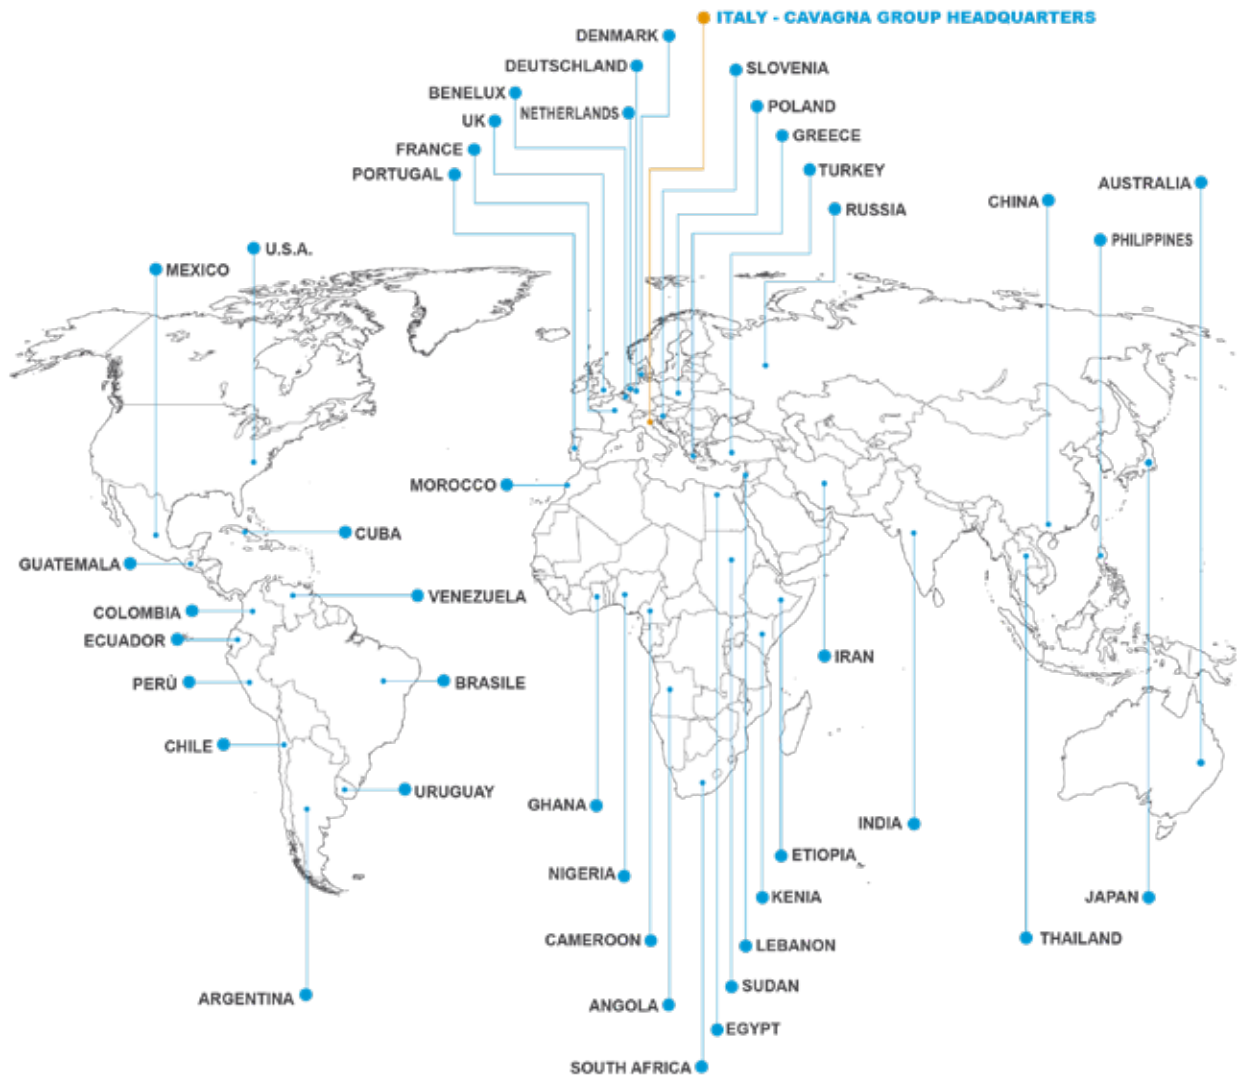 ITALY - CAVAGNA GROUP HEADQUARTERS
DENMARK
DEUTSCHLAND
SLOVENIA
BENELUX
NETHERLANDS
POLAND
UK
GREECE
FRANCE
PORTUGAL
TURKEY
AUSTRALIA
CHINA
RUSSIA
PHILIPPINES
U.S.A.
MEXICO
MOROCCO
CUBA
GUATEMALA
VENEZUELA
COLOMBIA
ECUADOR
IRAN
PERÙ
BRASILE
CHILE
URUGUAY
GHANA
INDIA
ETIOPIA
NIGERIA
KENIA
JAPAN
CAMEROON
LEBANON
THAILAND
SUDAN
ARGENTINA
ANGOLA
EGYPT
SOUTH AFRICA